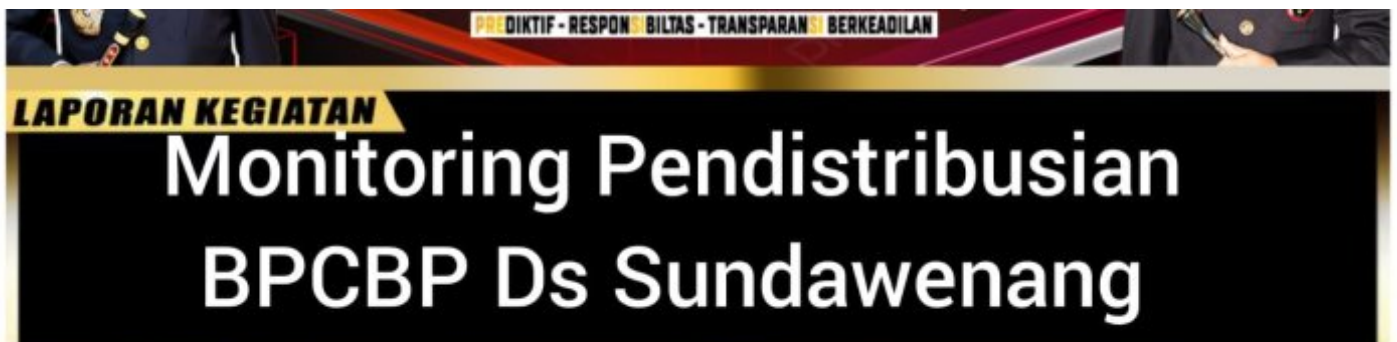 PREDIKTIF - RESPONSIBILTAS - TRANSPARANSI BERKEADILAN
LAPORAN KEGIATAN
Monitoring Pendistribusian
BPCBP Ds Sundawenang